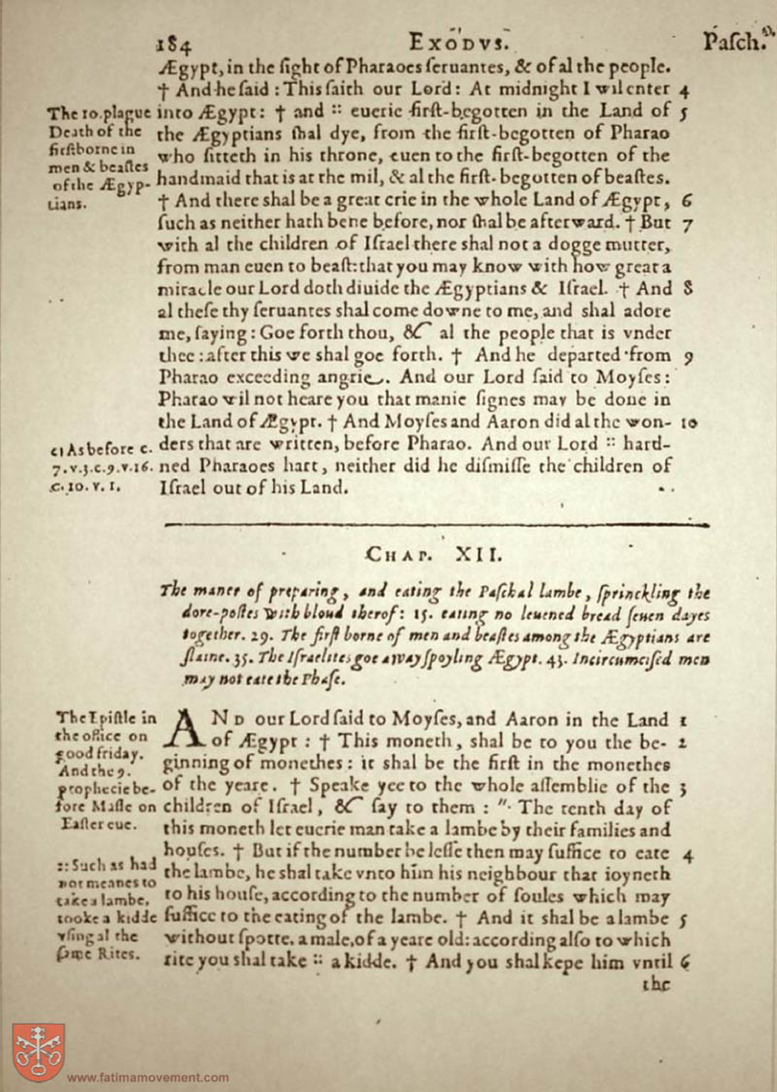 184 EXODVS. Paſch.
Ægypt, in the ſight of Pharaoes ſeruantes, & of al the people.
† And he ſaid : This ſaith our Lord : At midnight I wil enter 4
into Ægypt : † and :: euerie firſt-begotten in the Land of 5
the Ægyptians ſhal dye, from the firſt-begotten of Pharao
who ſitteth in his throne, euen to the firſt-begotten of the
handmaid that is at the mil, & al the firſt-begotten of beaſtes.
† And there ſhal be a great crie in the whole Land of Ægypt, 6
ſuch as neither hath bene before, nor ſhal be afterward. † But 7
with al the children of Iſrael there shal not a dogge mutter,
from man euen to beaſt: that you may know with how great a
miracle our Lord doth diuide the Ægyptians & Iſrael. † And 8
al theſe thy ſeruantes shal come downe to me, and shal adore
me, ſaying : Goe forth thou, & al the people that is vnder
thee : after this we shal goe forth. † And he departed from 9
Pharao exceeding angrie. And our Lord ſaid to Moyſes :
Pharao wil not heare you that manie ſignes may be done in
the Land of Ægypt. † And Moyſes and Aaron did al the won- 10
ders that are written, before Pharao. And our Lord :: hard-
ned Pharaoes hart, neither did he diſmiſſe the children of
Iſrael out of his Land.
The 10. plague
Death of the
firſtborne in
men & beaſtes
of the Ægyp-
tians.
As before c.
7. v. 3. c. 9. v. 16.
c. 10. v. 1.
CHAP. XII.
The maner of preparing, and eating the Paſchal lambe, ſprinckling the
dore-poſtes with bloud therof : 15. eating no leuened bread ſeuen dayes
together. 29. The firſt borne of men and beaſtes among the Ægyptians are
ſlaine. 35. The Iſraelites goe away ſpoyling Ægypt. 43. Incircumciſed men
may not eate the Phaſe.
AND our Lord ſaid to Moyſes, and Aaron in the Land 1
of Ægypt : † This moneth, shal be to you the be- 2
ginning of monethes : it shal be the firſt in the monethes
of the yeare. † Speake yee to the whole aſſemblie of the 3
children of Iſrael, & ſay to them : " The tenth day of
this moneth let euerie man take a lambe by their families and
houſes. † But if the number be leſſe then may ſuffice to eate 4
the lambe, he shal take vnto him his neighbour that ioyneth
to his houſe, according to the number of ſoules which may
ſuffice to the eating of the lambe. † And it shal be a lambe 5
without ſpotte, a male, of a yeare old: according alſo to which
rite you shal take :: a kidde. † And you shal kepe him vntil 6
the
The Epiſtle in
the office on
good friday.
And the 9.
prophecie be-
fore Maſſe on
Eaſter eue.
:: Such as had
not meanes to
take a lambe,
tooke a kidde
vſing al the
ſame Rites.
www.fatimamovement.com